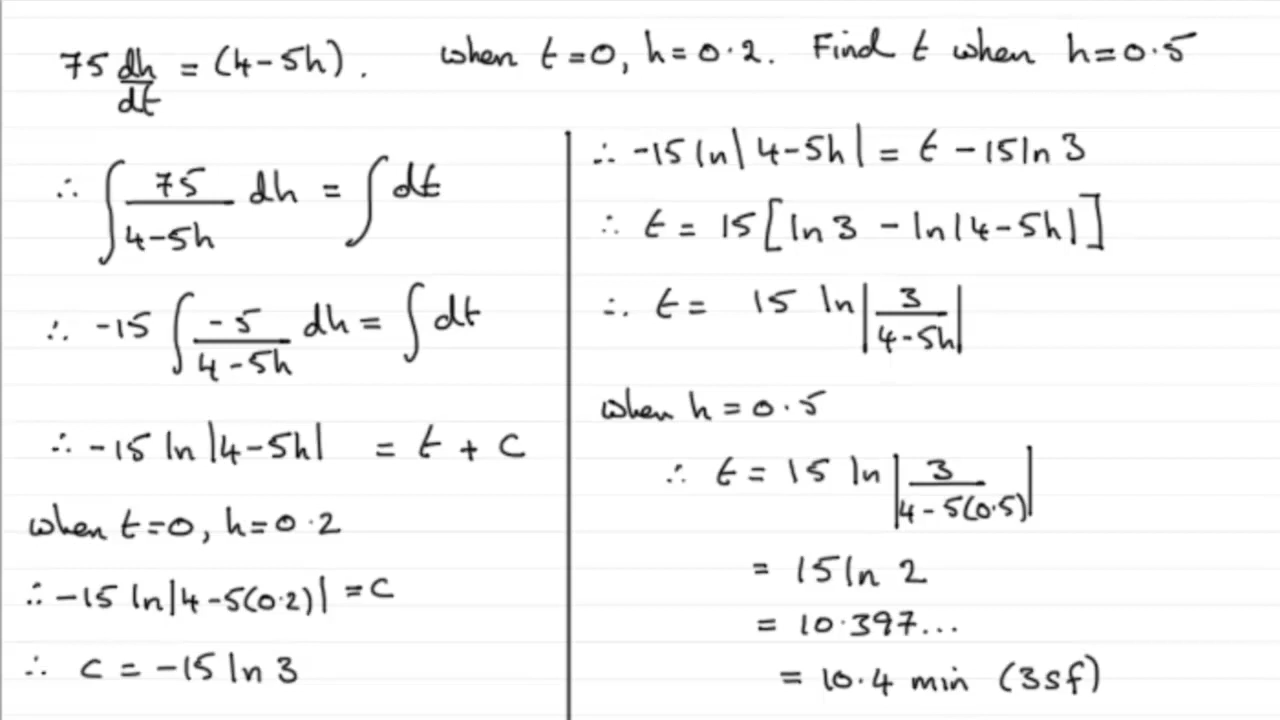 75 dh/dt = (4-5h). when t=0, h=0.2. Find t when h=0.5
∴ ∫ 75/(4-5h) dh = ∫ dt
∴ -15 ∫ -5/(4-5h) dh = ∫ dt
∴ -15 ln|4-5h| = t + c
when t=0, h=0.2
∴ -15 ln|4-5(0.2)| = c
∴ c = -15 ln 3
∴ -15 ln|4-5h| = t - 15 ln 3
∴ t = 15[ln 3 - ln|4-5h|]
∴ t = 15 ln|3/(4-5h)|
when h = 0.5
∴ t = 15 ln|3/(4-5(0.5))|
= 15 ln 2
= 10.397...
= 10.4 min (3sf)